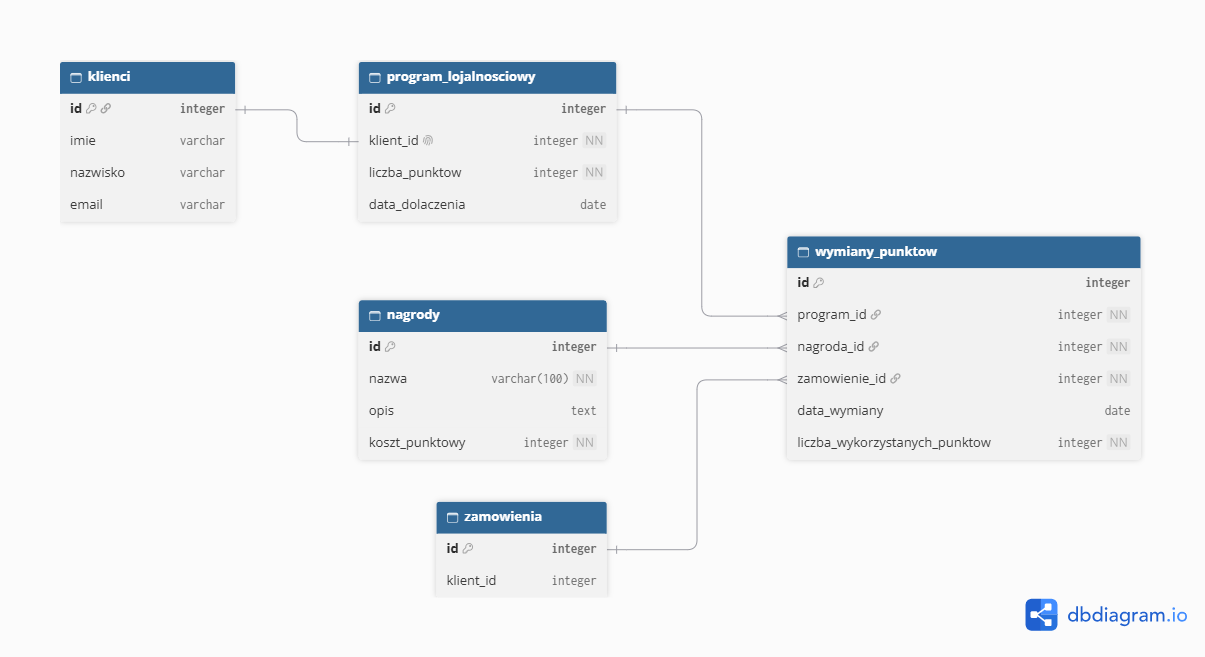 klienci
id integer
imie varchar
nazwisko varchar
email varchar
program_lojalnosciowy
id integer
klient_id integer NN
liczba_punktow integer NN
data_dolaczenia date
wymiany_punktow
id integer
program_id integer NN
nagroda_id integer NN
zamowienie_id integer NN
data_wymiany date
liczba_wykorzystanych_punktow integer NN
nagrody
id integer
nazwa varchar(100) NN
opis text
koszt_punktowy integer NN
zamowienia
id integer
klient_id integer
dbdiagram.io